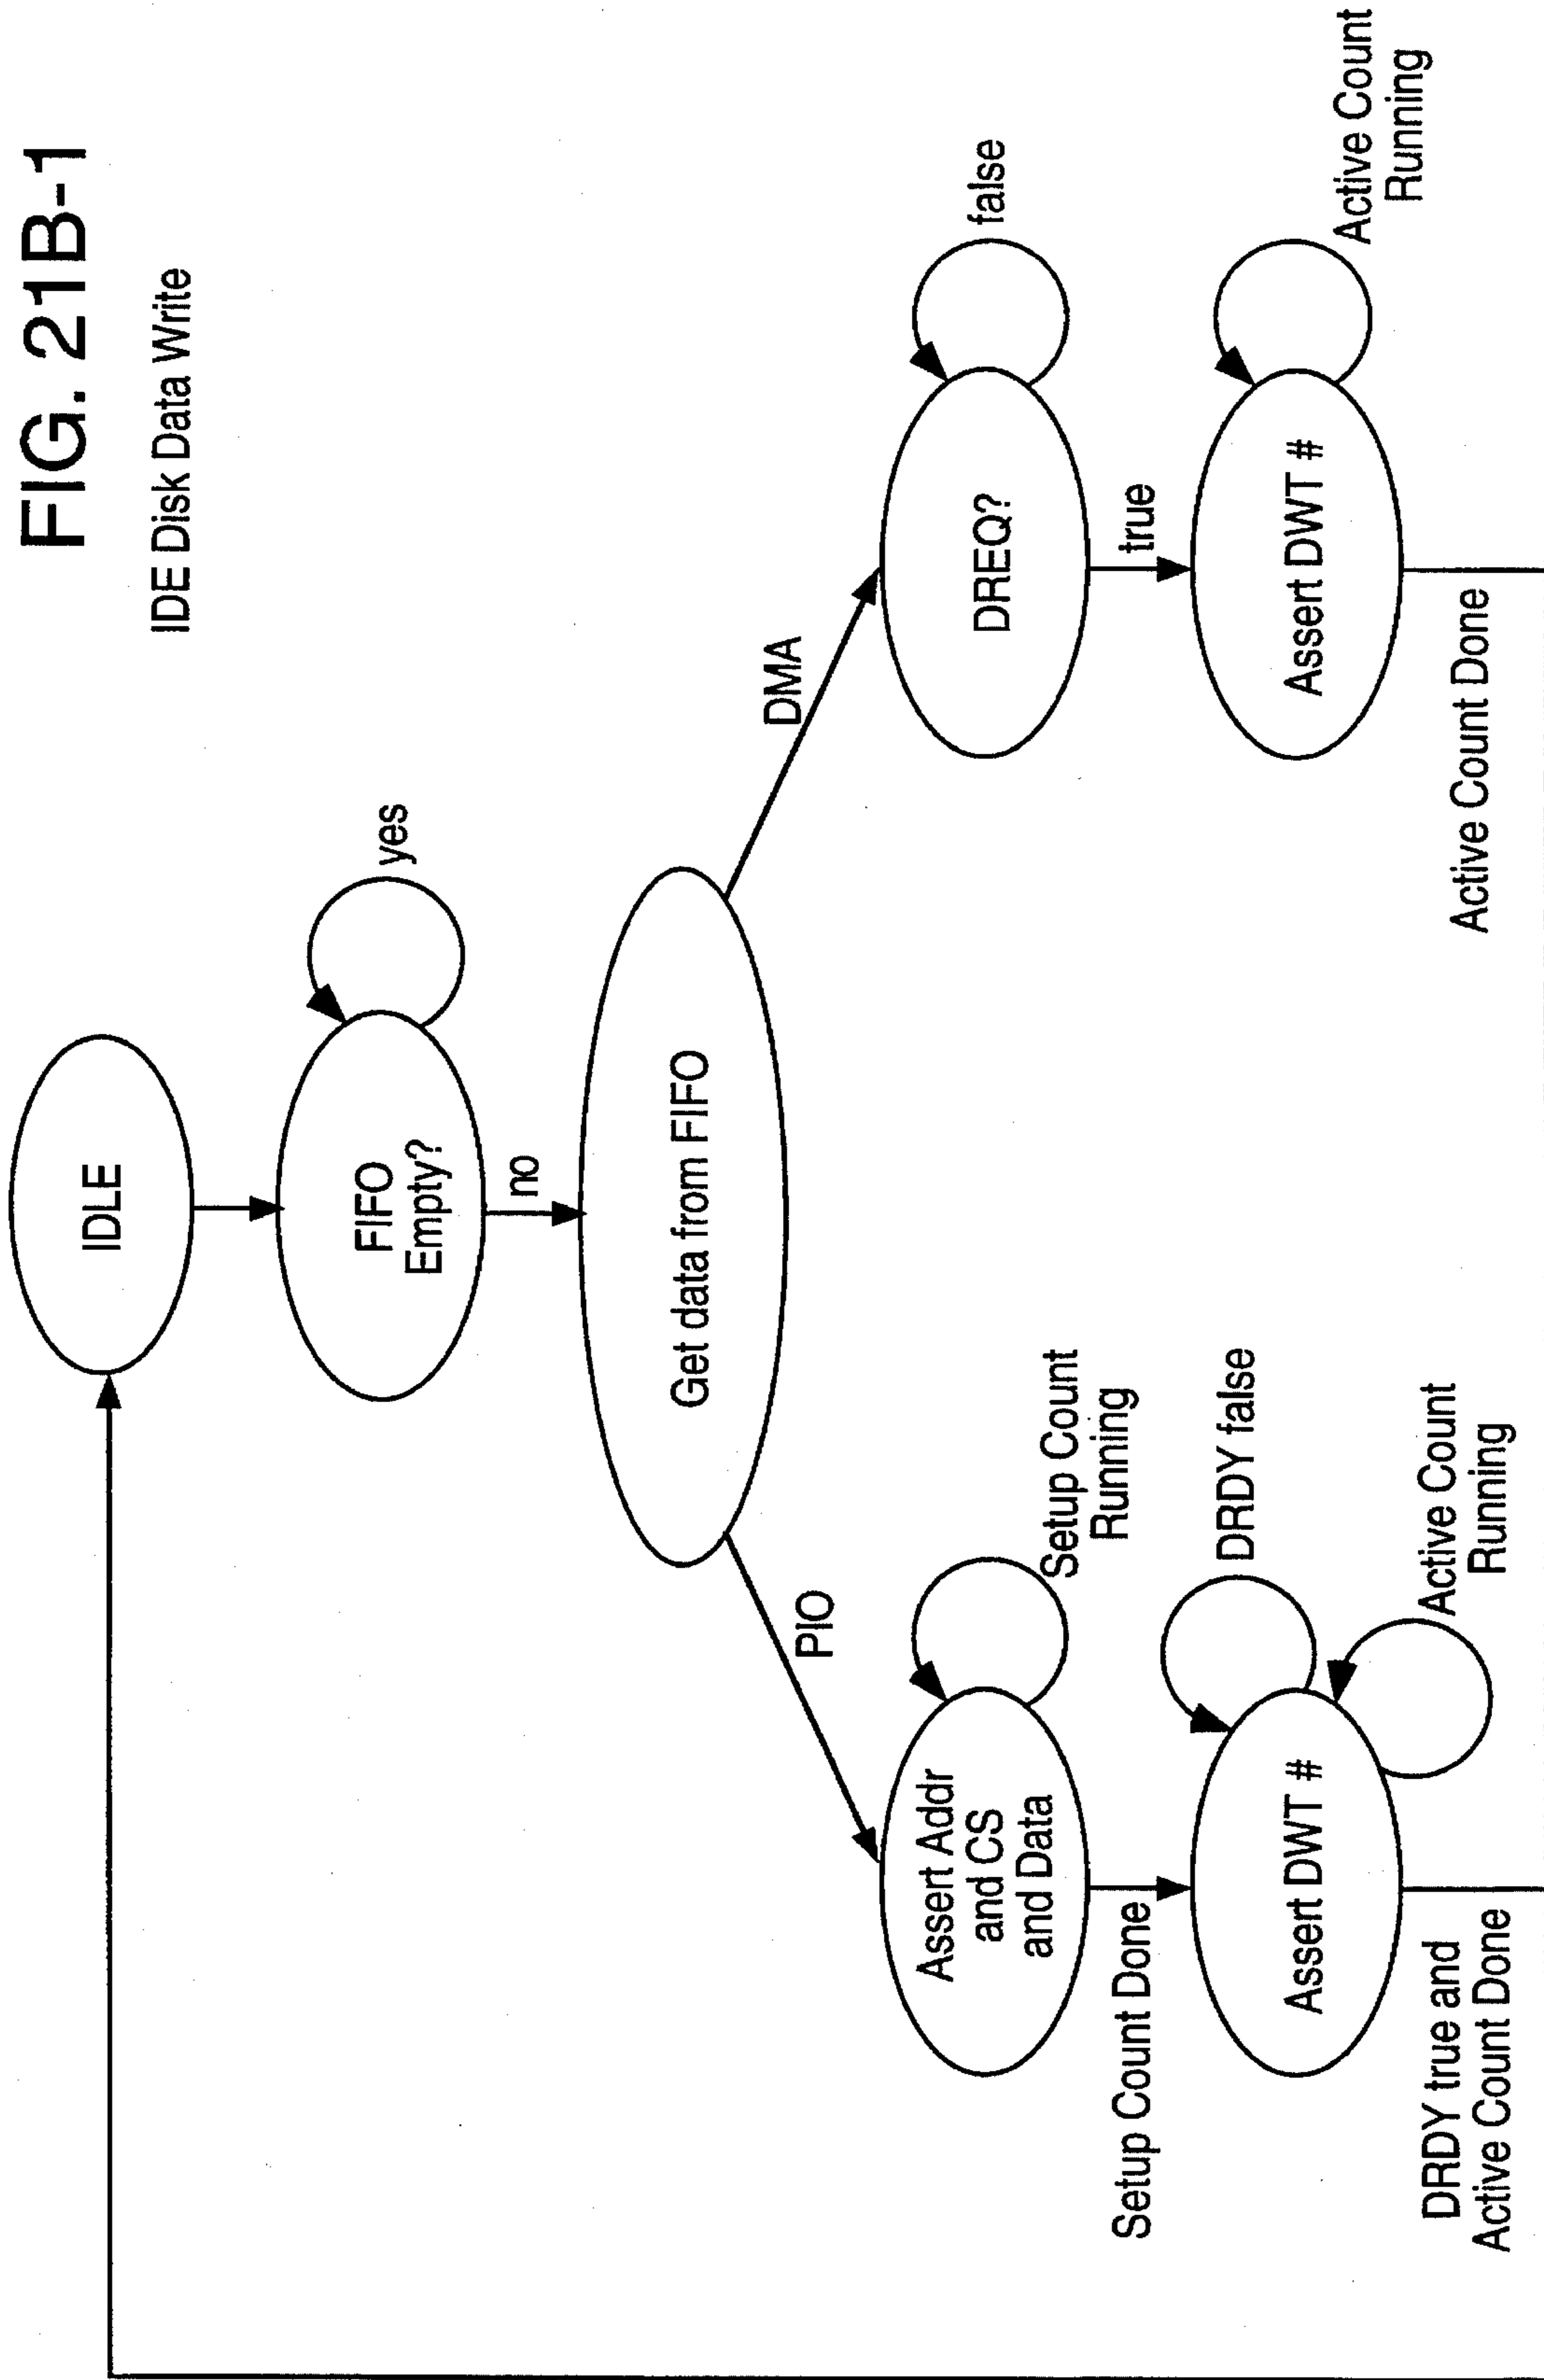 FIG. 21B-1
IDE Disk Data Write
IDLE
FIFO
Empty?
yes
no
Get data from FIFO
PIO
DMA
Assert Addr
and CS
and Data
Setup Count
Running
DREQ?
false
Setup Count Done
true
Assert DWT #
DRDY false
Active Count
Running
Assert DWT #
Active Count
Running
DRDY true and
Active Count Done
Active Count Done